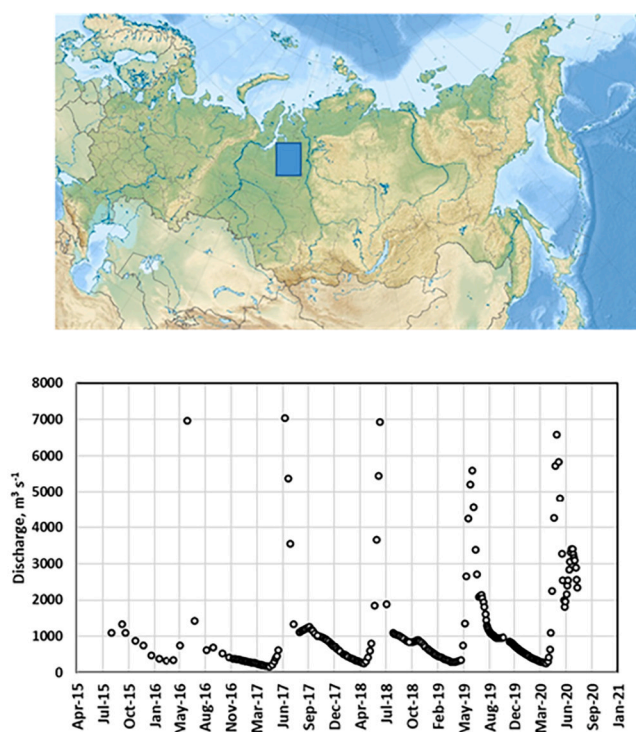 8000
7000
6000
5000
4000
3000
2000
1000
0
Discharge, m³ s⁻¹
Apr-15
Jul-15
Oct-15
Jan-16
May-16
Aug-16
Nov-16
Mar-17
Jun-17
Sep-17
Dec-17
Apr-18
Jul-18
Oct-18
Feb-19
May-19
Aug-19
Dec-19
Mar-20
Jun-20
Sep-20
Jan-21